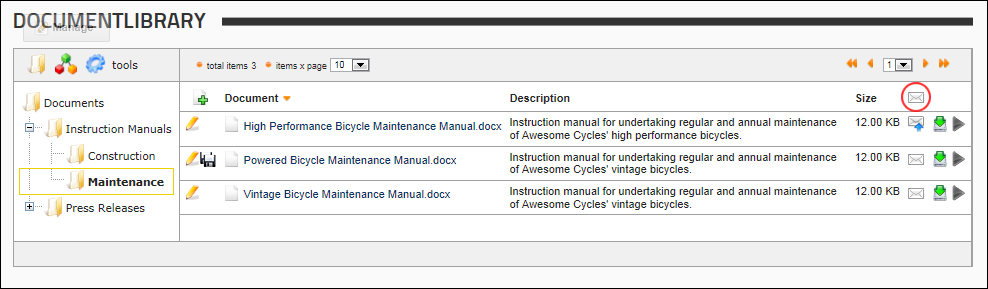 DOCUMENTLIBRARY
Manage
tools
total items 3 items x page 10
1
Documents
Instruction Manuals
Construction
Maintenance
Press Releases
Document Description Size
High Performance Bicycle Maintenance Manual.docx
Instruction manual for undertaking regular and annual maintenance
of Awesome Cycles' high performance bicycles.
12.00 KB
Powered Bicycle Maintenance Manual.docx
Instruction manual for undertaking regular and annual maintenance
of Awesome Cycles' vintage bicycles.
12.00 KB
Vintage Bicycle Maintenance Manual.docx
Instruction manual for undertaking regular and annual maintenance
of Awesome Cycles' vintage bicycles.
12.00 KB